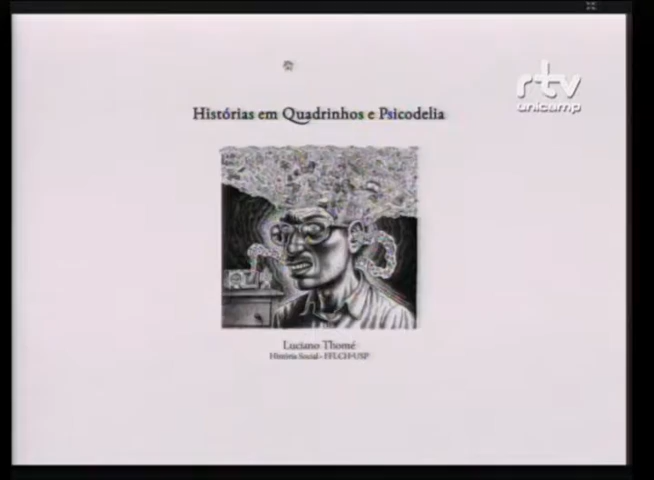 rtv
unicamp
Histórias em Quadrinhos e Psicodelia
Luciano Thomé
História Social - FFLCH-USP